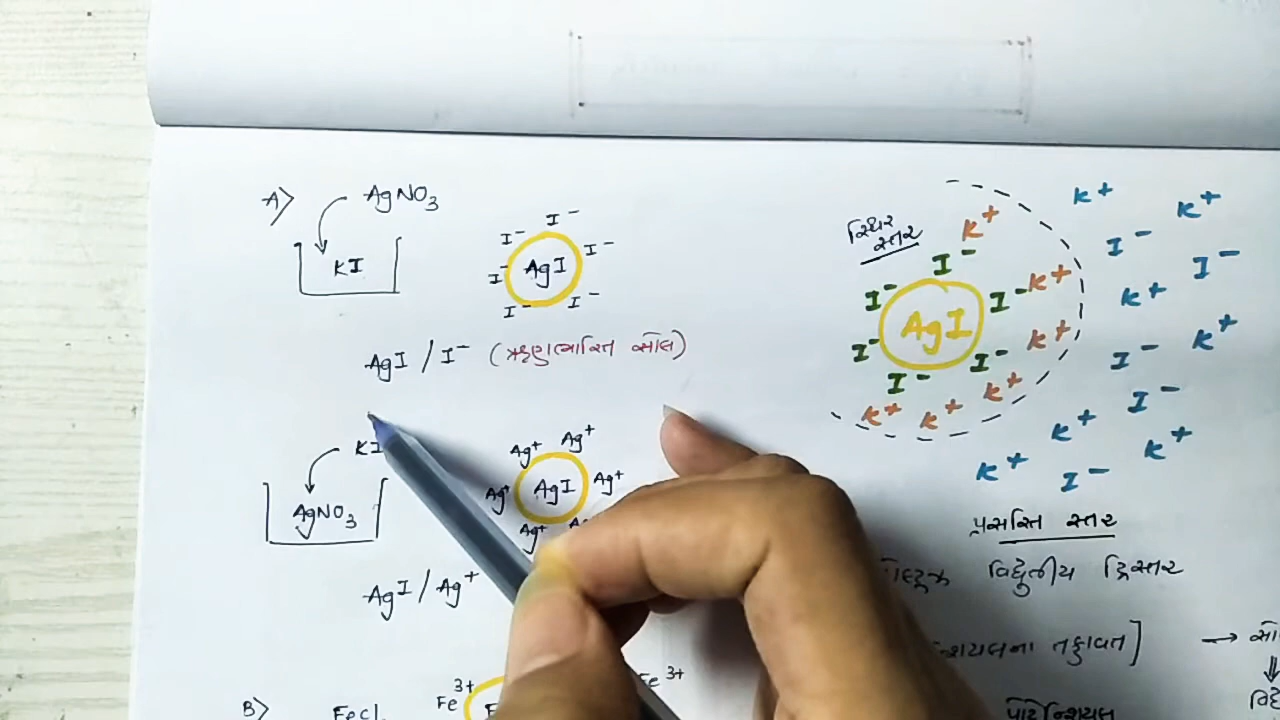 A> AgNO3
KI
I⁻ I⁻ I⁻ I⁻ I⁻ I⁻
AgI
AgI / I⁻ (ઋણભારિત સોલ)
KI
AgNO3
Ag⁺ Ag⁺ Ag⁺ Ag⁺ Ag⁺
AgI
AgI / Ag⁺
B> Fe³⁺ Fe³⁺
સ્થિર
સ્તર
K⁺ K⁺ K⁺ K⁺ K⁺ K⁺
I⁻ I⁻ I⁻ I⁻ I⁻ I⁻
AgI
K⁺ K⁺
I⁻ I⁻
K⁺ K⁺
I⁻ I⁻
K⁺ K⁺
K⁺ I⁻
પ્રસરિત સ્તર
વિદ્યુતીય દ્વિસ્તર
તફાવત] →
પોટેન્શિયલ